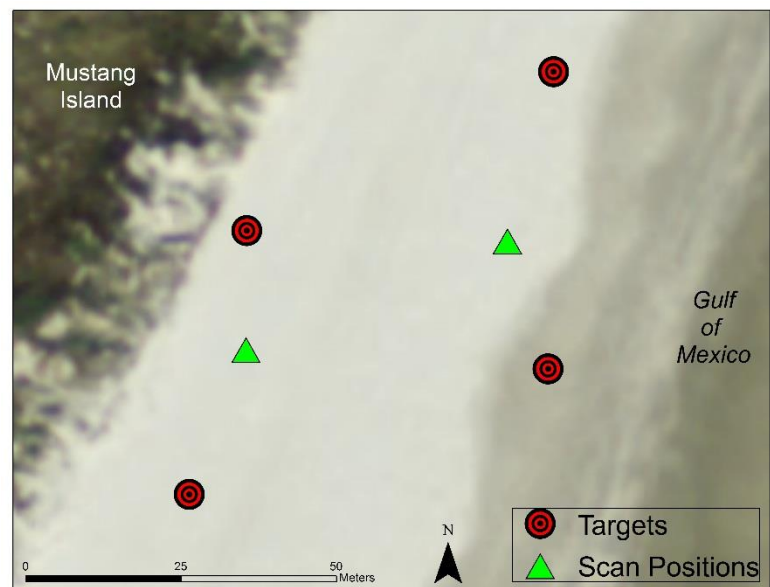 Mustang
Island
Gulf
of
Mexico
N
Targets
Scan Positions
0 25 50
Meters